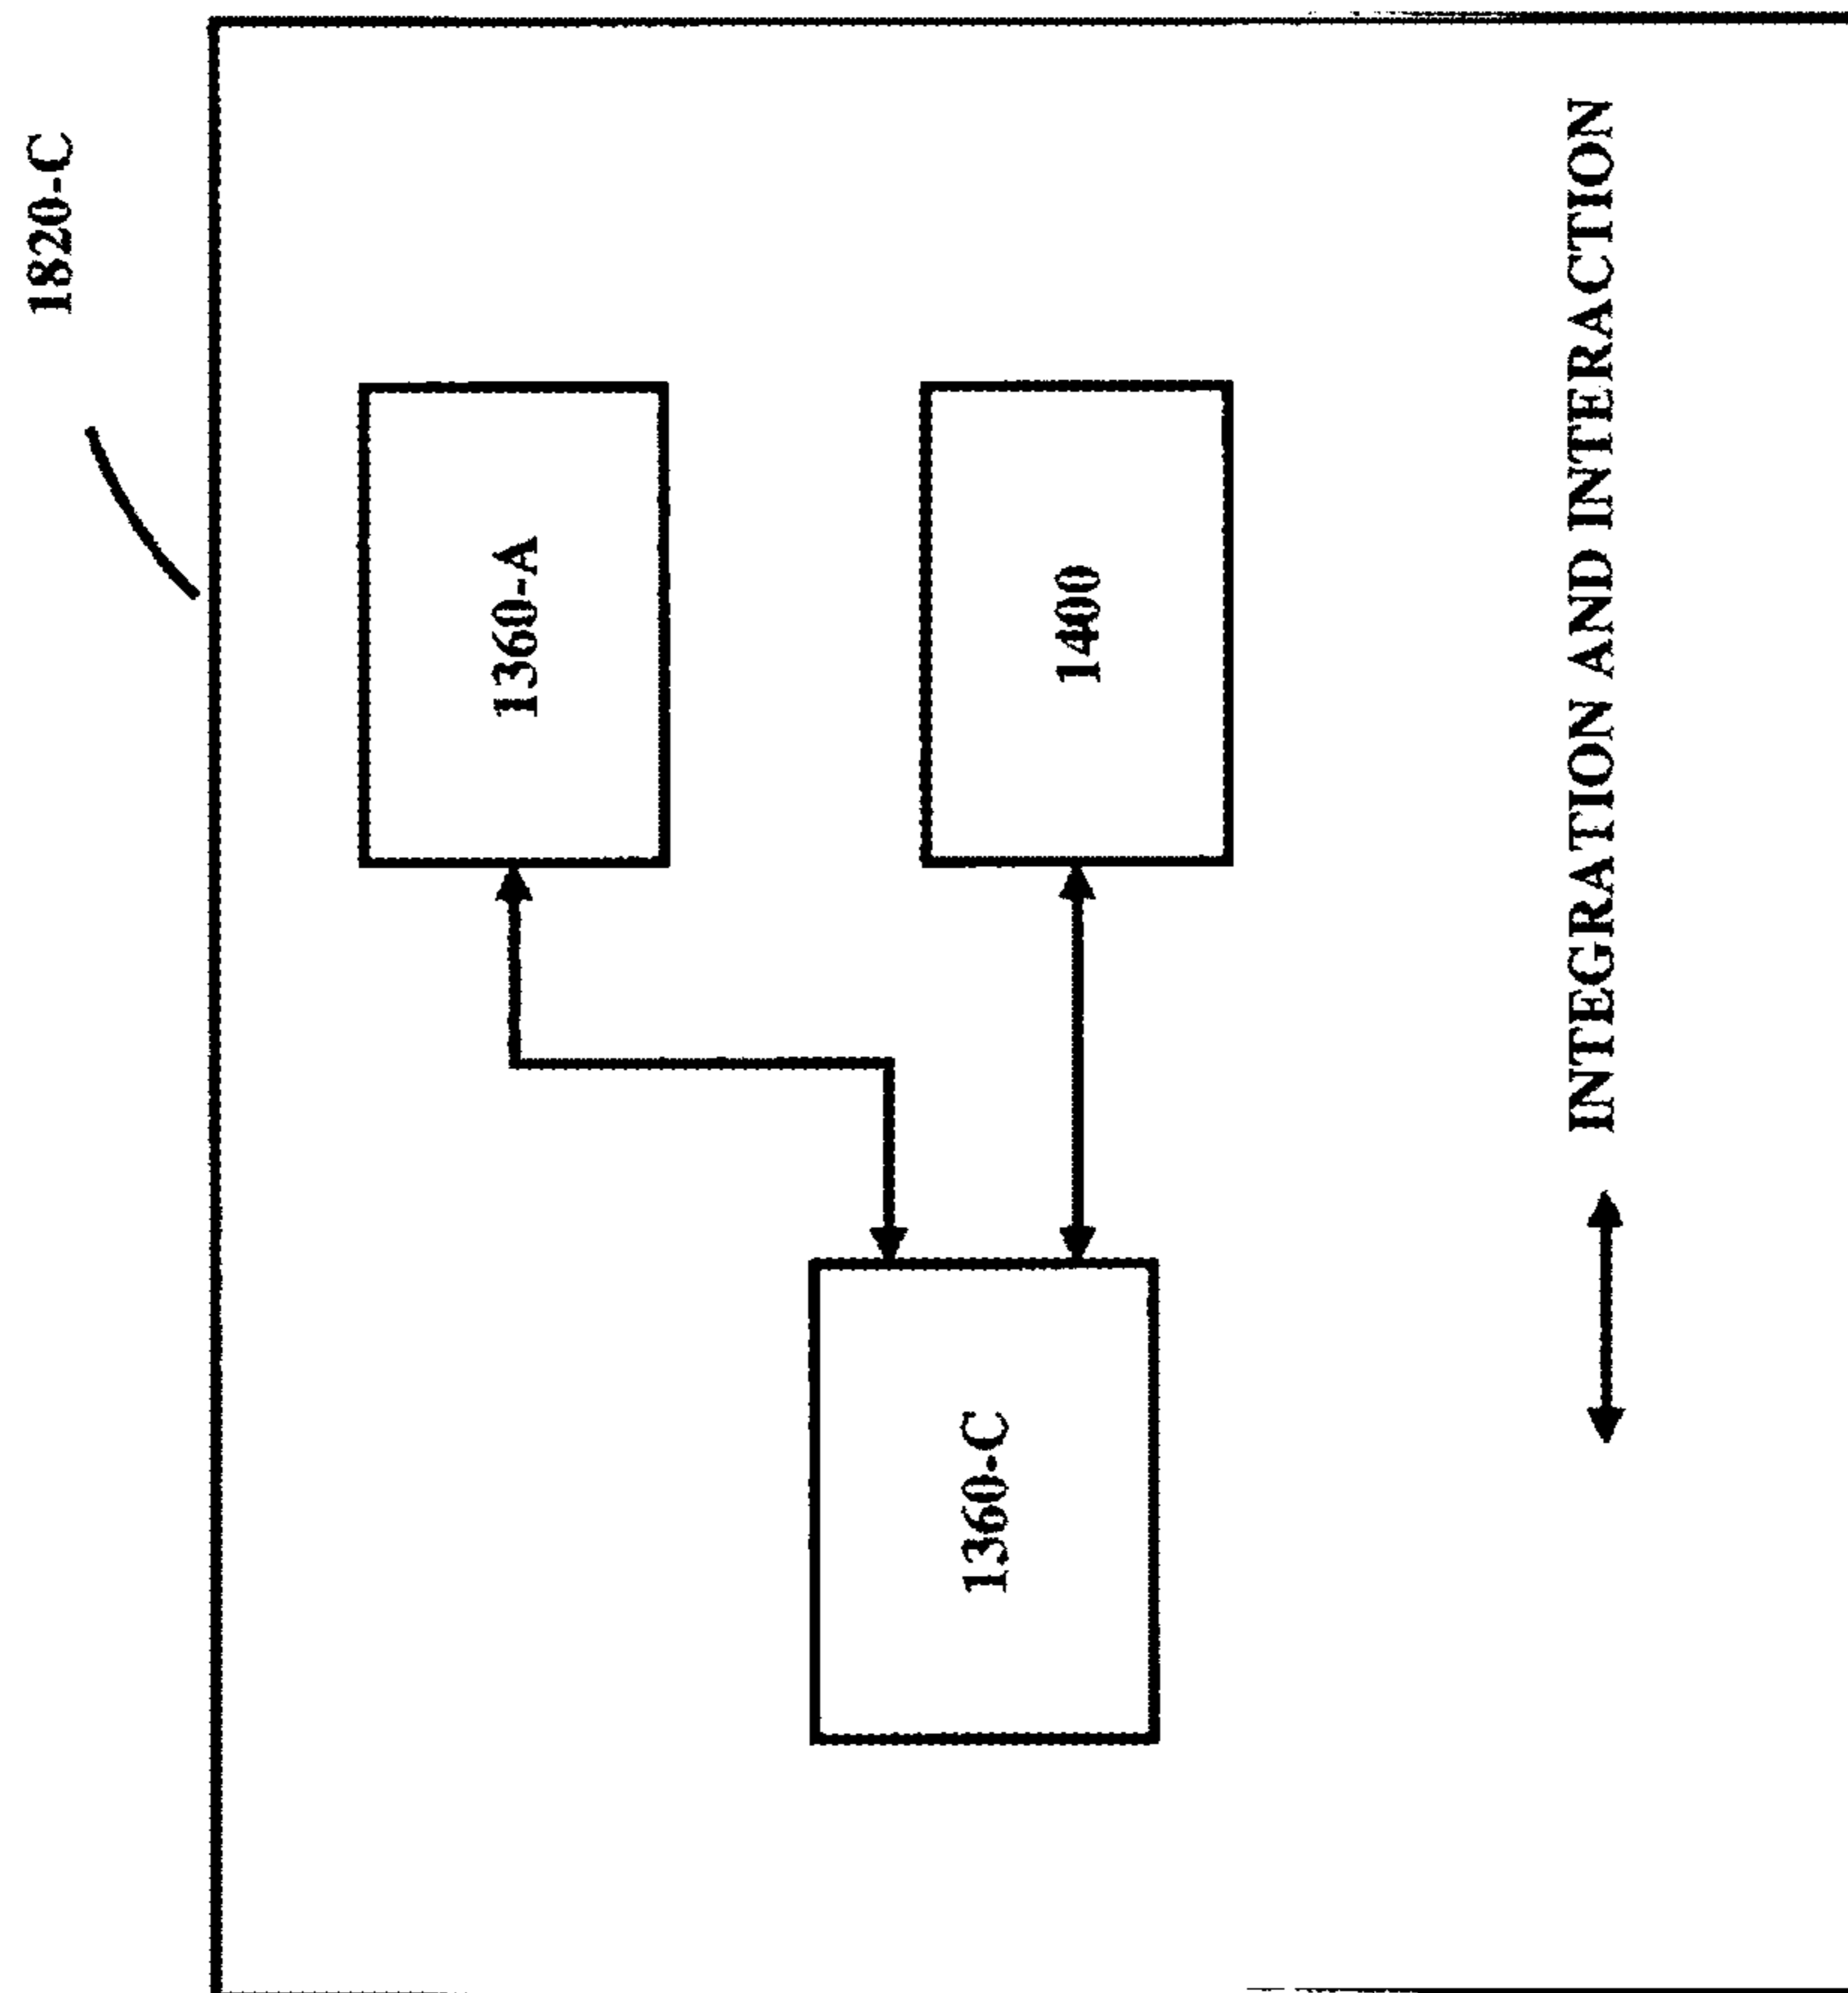 1820-C
1360-A
1400
1360-C
INTEGRATION AND INTERACTION